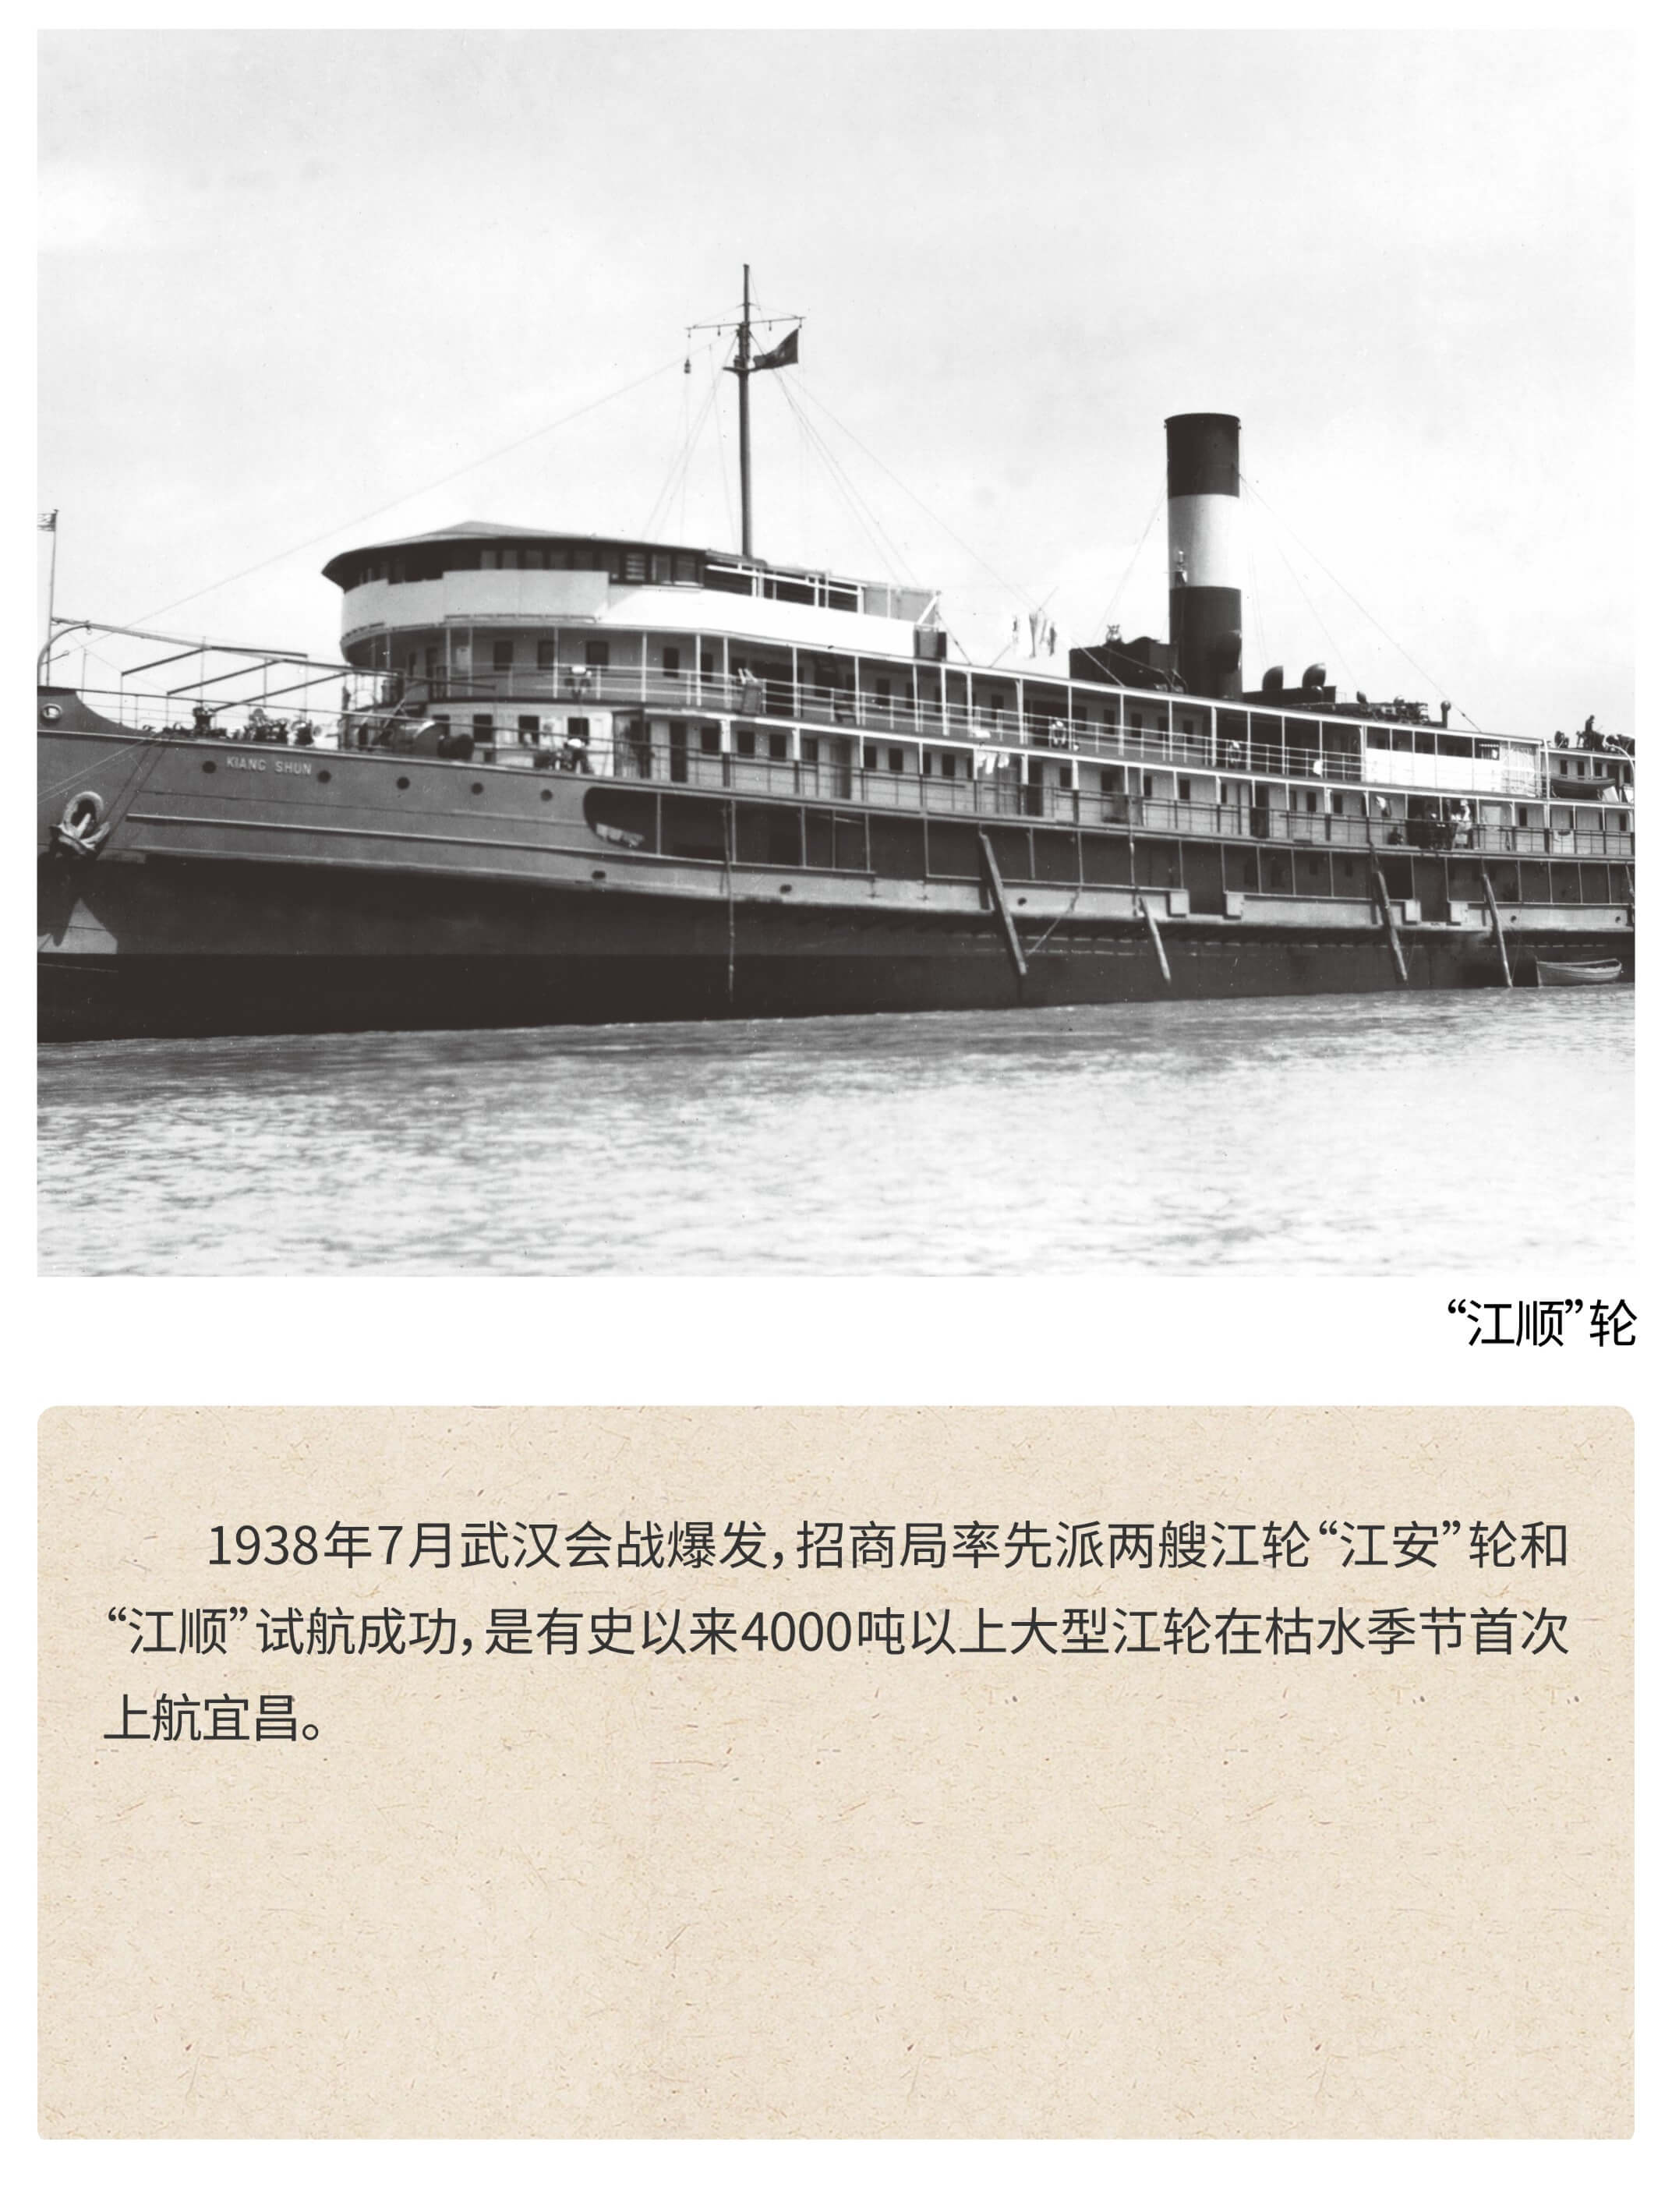 KIANG SHUN
“江顺”轮
1938年7月武汉会战爆发，招商局率先派两艘江轮“江安”轮和
“江顺”试航成功，是有史以来4000吨以上大型江轮在枯水季节首次
上航宜昌。